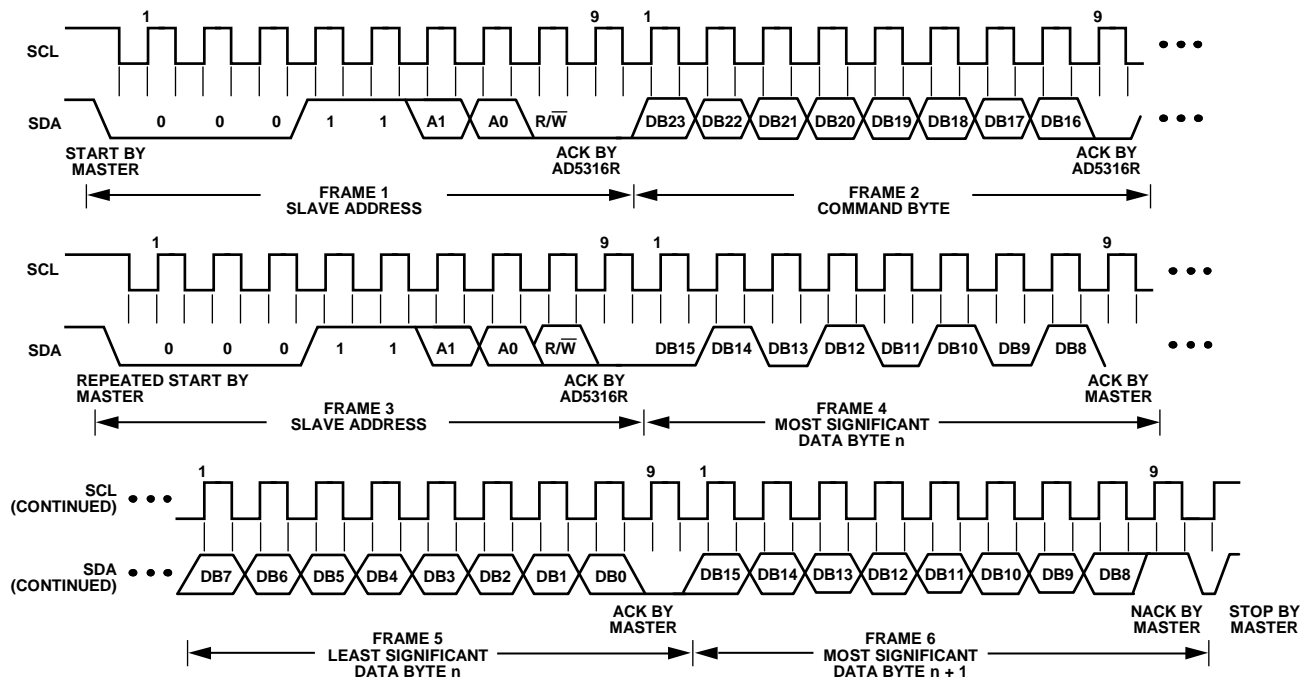 1 9 1 9
SCL
SDA 0 0 0 1 1 A1 A0 R/W̅ DB23 DB22 DB21 DB20 DB19 DB18 DB17 DB16
START BY
MASTER
ACK BY
AD5316R
ACK BY
AD5316R
FRAME 1
SLAVE ADDRESS
FRAME 2
COMMAND BYTE
1 9 1 9
SCL
SDA 0 0 0 1 1 A1 A0 R/W̅ DB15 DB14 DB13 DB12 DB11 DB10 DB9 DB8
REPEATED START BY
MASTER
ACK BY
AD5316R
ACK BY
MASTER
FRAME 3
SLAVE ADDRESS
FRAME 4
MOST SIGNIFICANT
DATA BYTE n
1 9 1 9
SCL
(CONTINUED)
SDA
(CONTINUED)
DB7 DB6 DB5 DB4 DB3 DB2 DB1 DB0 DB15 DB14 DB13 DB12 DB11 DB10 DB9 DB8
ACK BY
MASTER
NACK BY
MASTER
STOP BY
MASTER
FRAME 5
LEAST SIGNIFICANT
DATA BYTE n
FRAME 6
MOST SIGNIFICANT
DATA BYTE n + 1